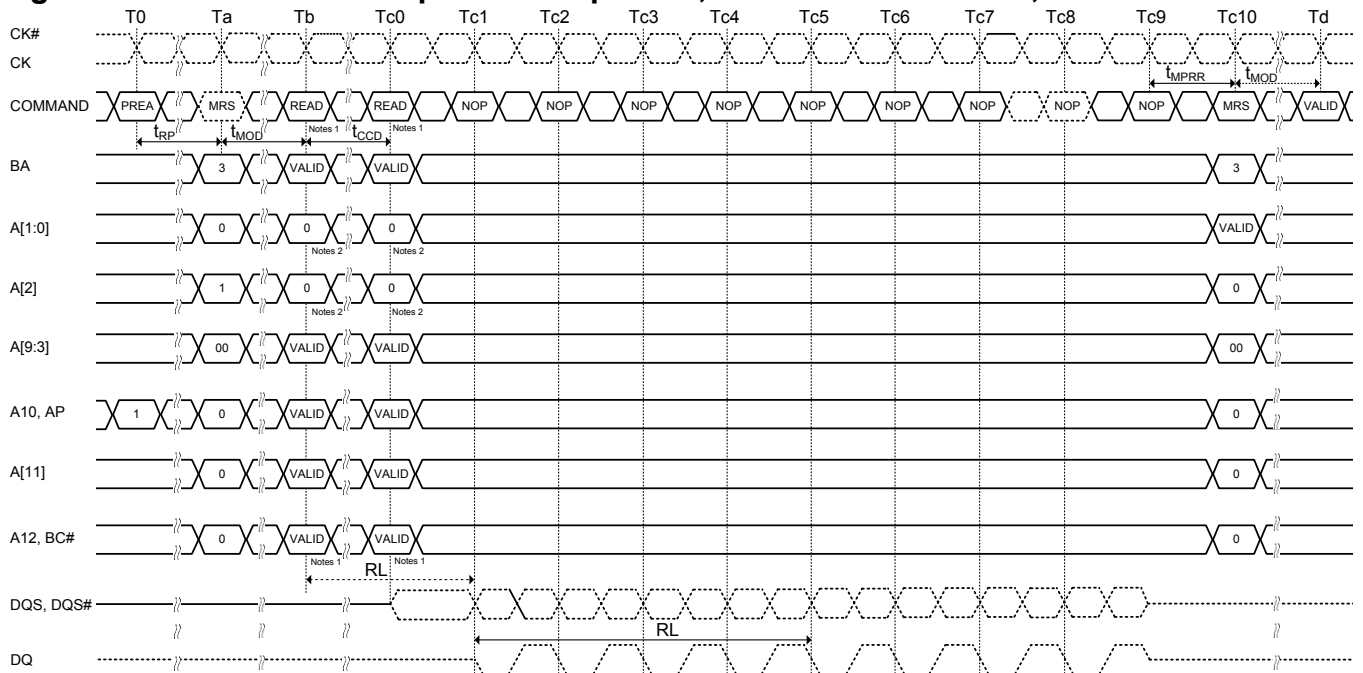 T0 Ta Tb Tc0 Tc1 Tc2 Tc3 Tc4 Tc5 Tc6 Tc7 Tc8 Tc9 Tc10 Td
CK#
CK
tMPRR tMOD
COMMAND PREA MRS READ READ NOP NOP NOP NOP NOP NOP NOP NOP NOP MRS VALID
Notes 1 Notes 1
tRP tMOD tCCD
BA 3 VALID VALID 3
A[1:0] 0 0 0 VALID
Notes 2 Notes 2
A[2] 1 0 0 0
Notes 2 Notes 2
A[9:3] 00 VALID VALID 00
A10, AP 1 0 VALID VALID 0
A[11] 0 VALID VALID 0
A12, BC# 0 VALID VALID 0
Notes 1 Notes 1
RL
DQS, DQS#
RL
DQ